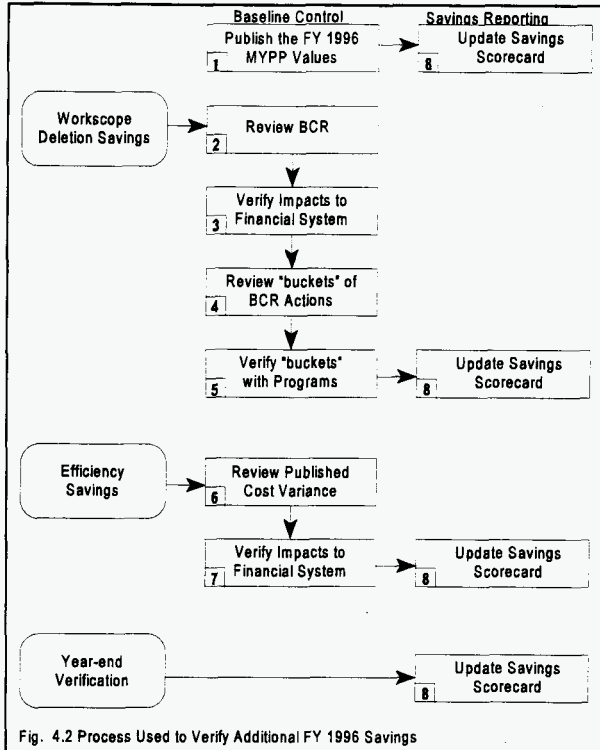 Baseline Control
Savings Reporting
Publish the FY 1996
MYPP Values
1
Update Savings
Scorecard
8
Workscope
Deletion Savings
Review BCR
2
Verify Impacts to
Financial System
3
Review "buckets" of
BCR Actions
4
Verify "buckets"
with Programs
5
Update Savings
Scorecard
8
Efficiency
Savings
Review Published
Cost Variance
6
Verify Impacts to
Financial System
7
Update Savings
Scorecard
8
Year-end
Verification
Update Savings
Scorecard
8
Fig. 4.2 Process Used to Verify Additional FY 1996 Savings